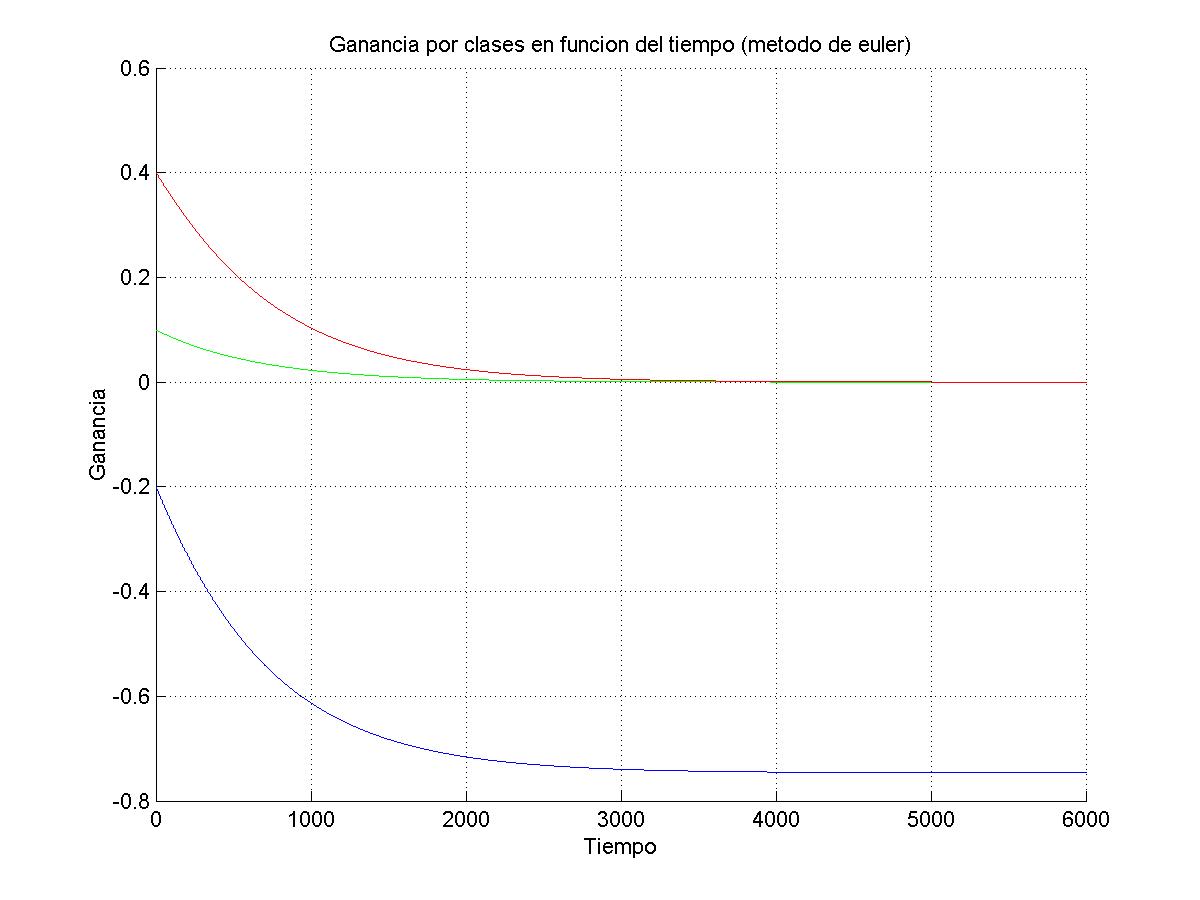 Ganancia por clases en funcion del tiempo (metodo de euler)
0.6
0.4
0.2
0
-0.2
-0.4
-0.6
-0.8
Ganancia
0 1000 2000 3000 4000 5000 6000
Tiempo